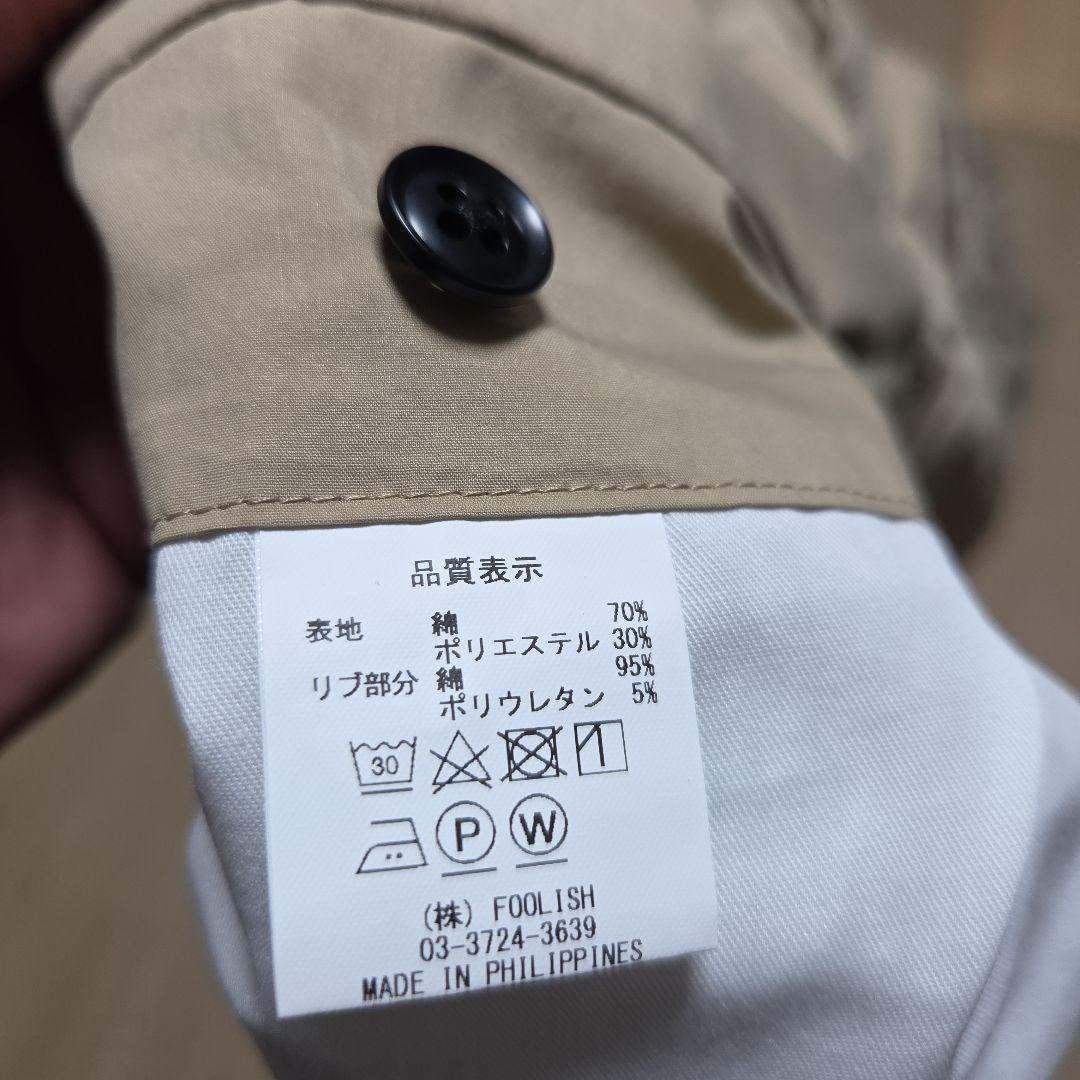 品質表示
表地 綿 70%
ポリエステル 30%
リブ部分 綿 95%
ポリウレタン 5%
30
P W
(株) FOOLISH
03-3724-3639
MADE IN PHILIPPINES